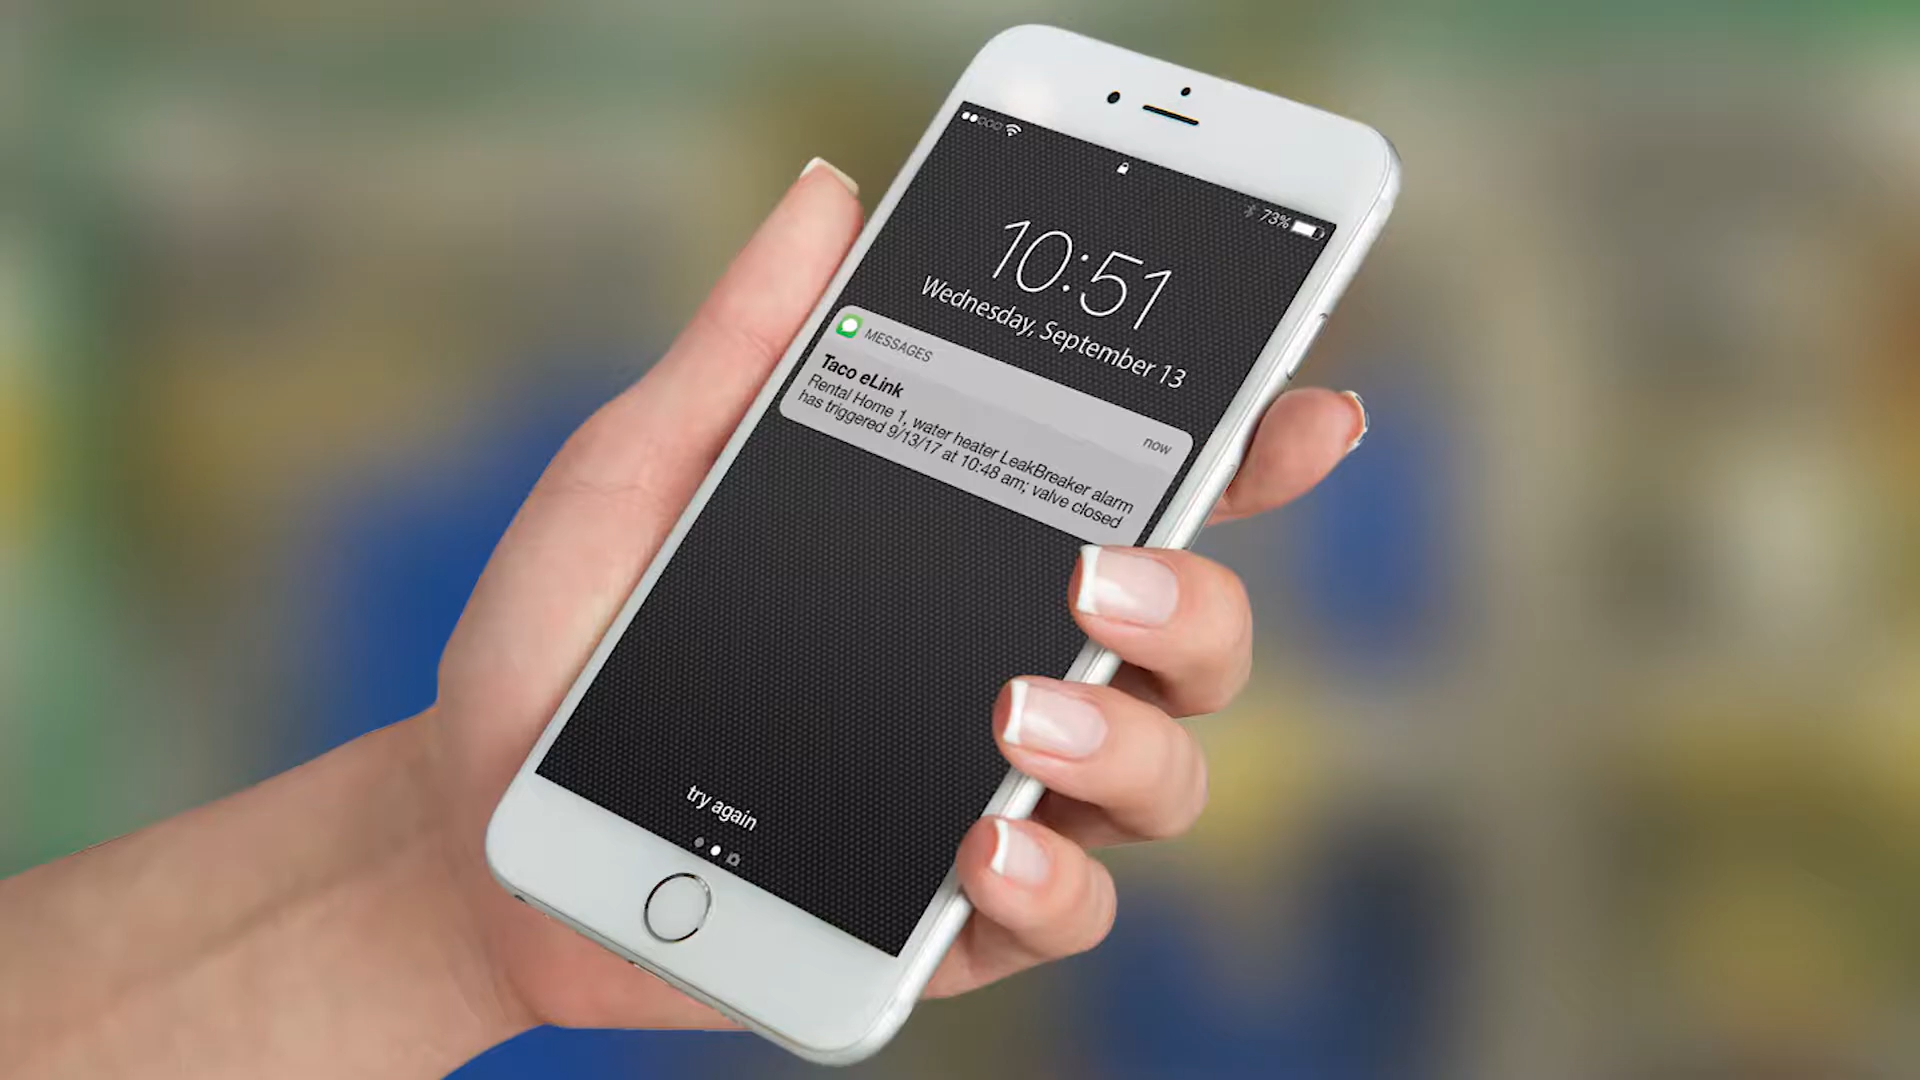 73%
10:51
Wednesday, September 13
MESSAGES
now
Taco eLink
Rental Home 1, water heater LeakBreaker alarm
has triggered 9/13/17 at 10:48 am; valve closed
try again